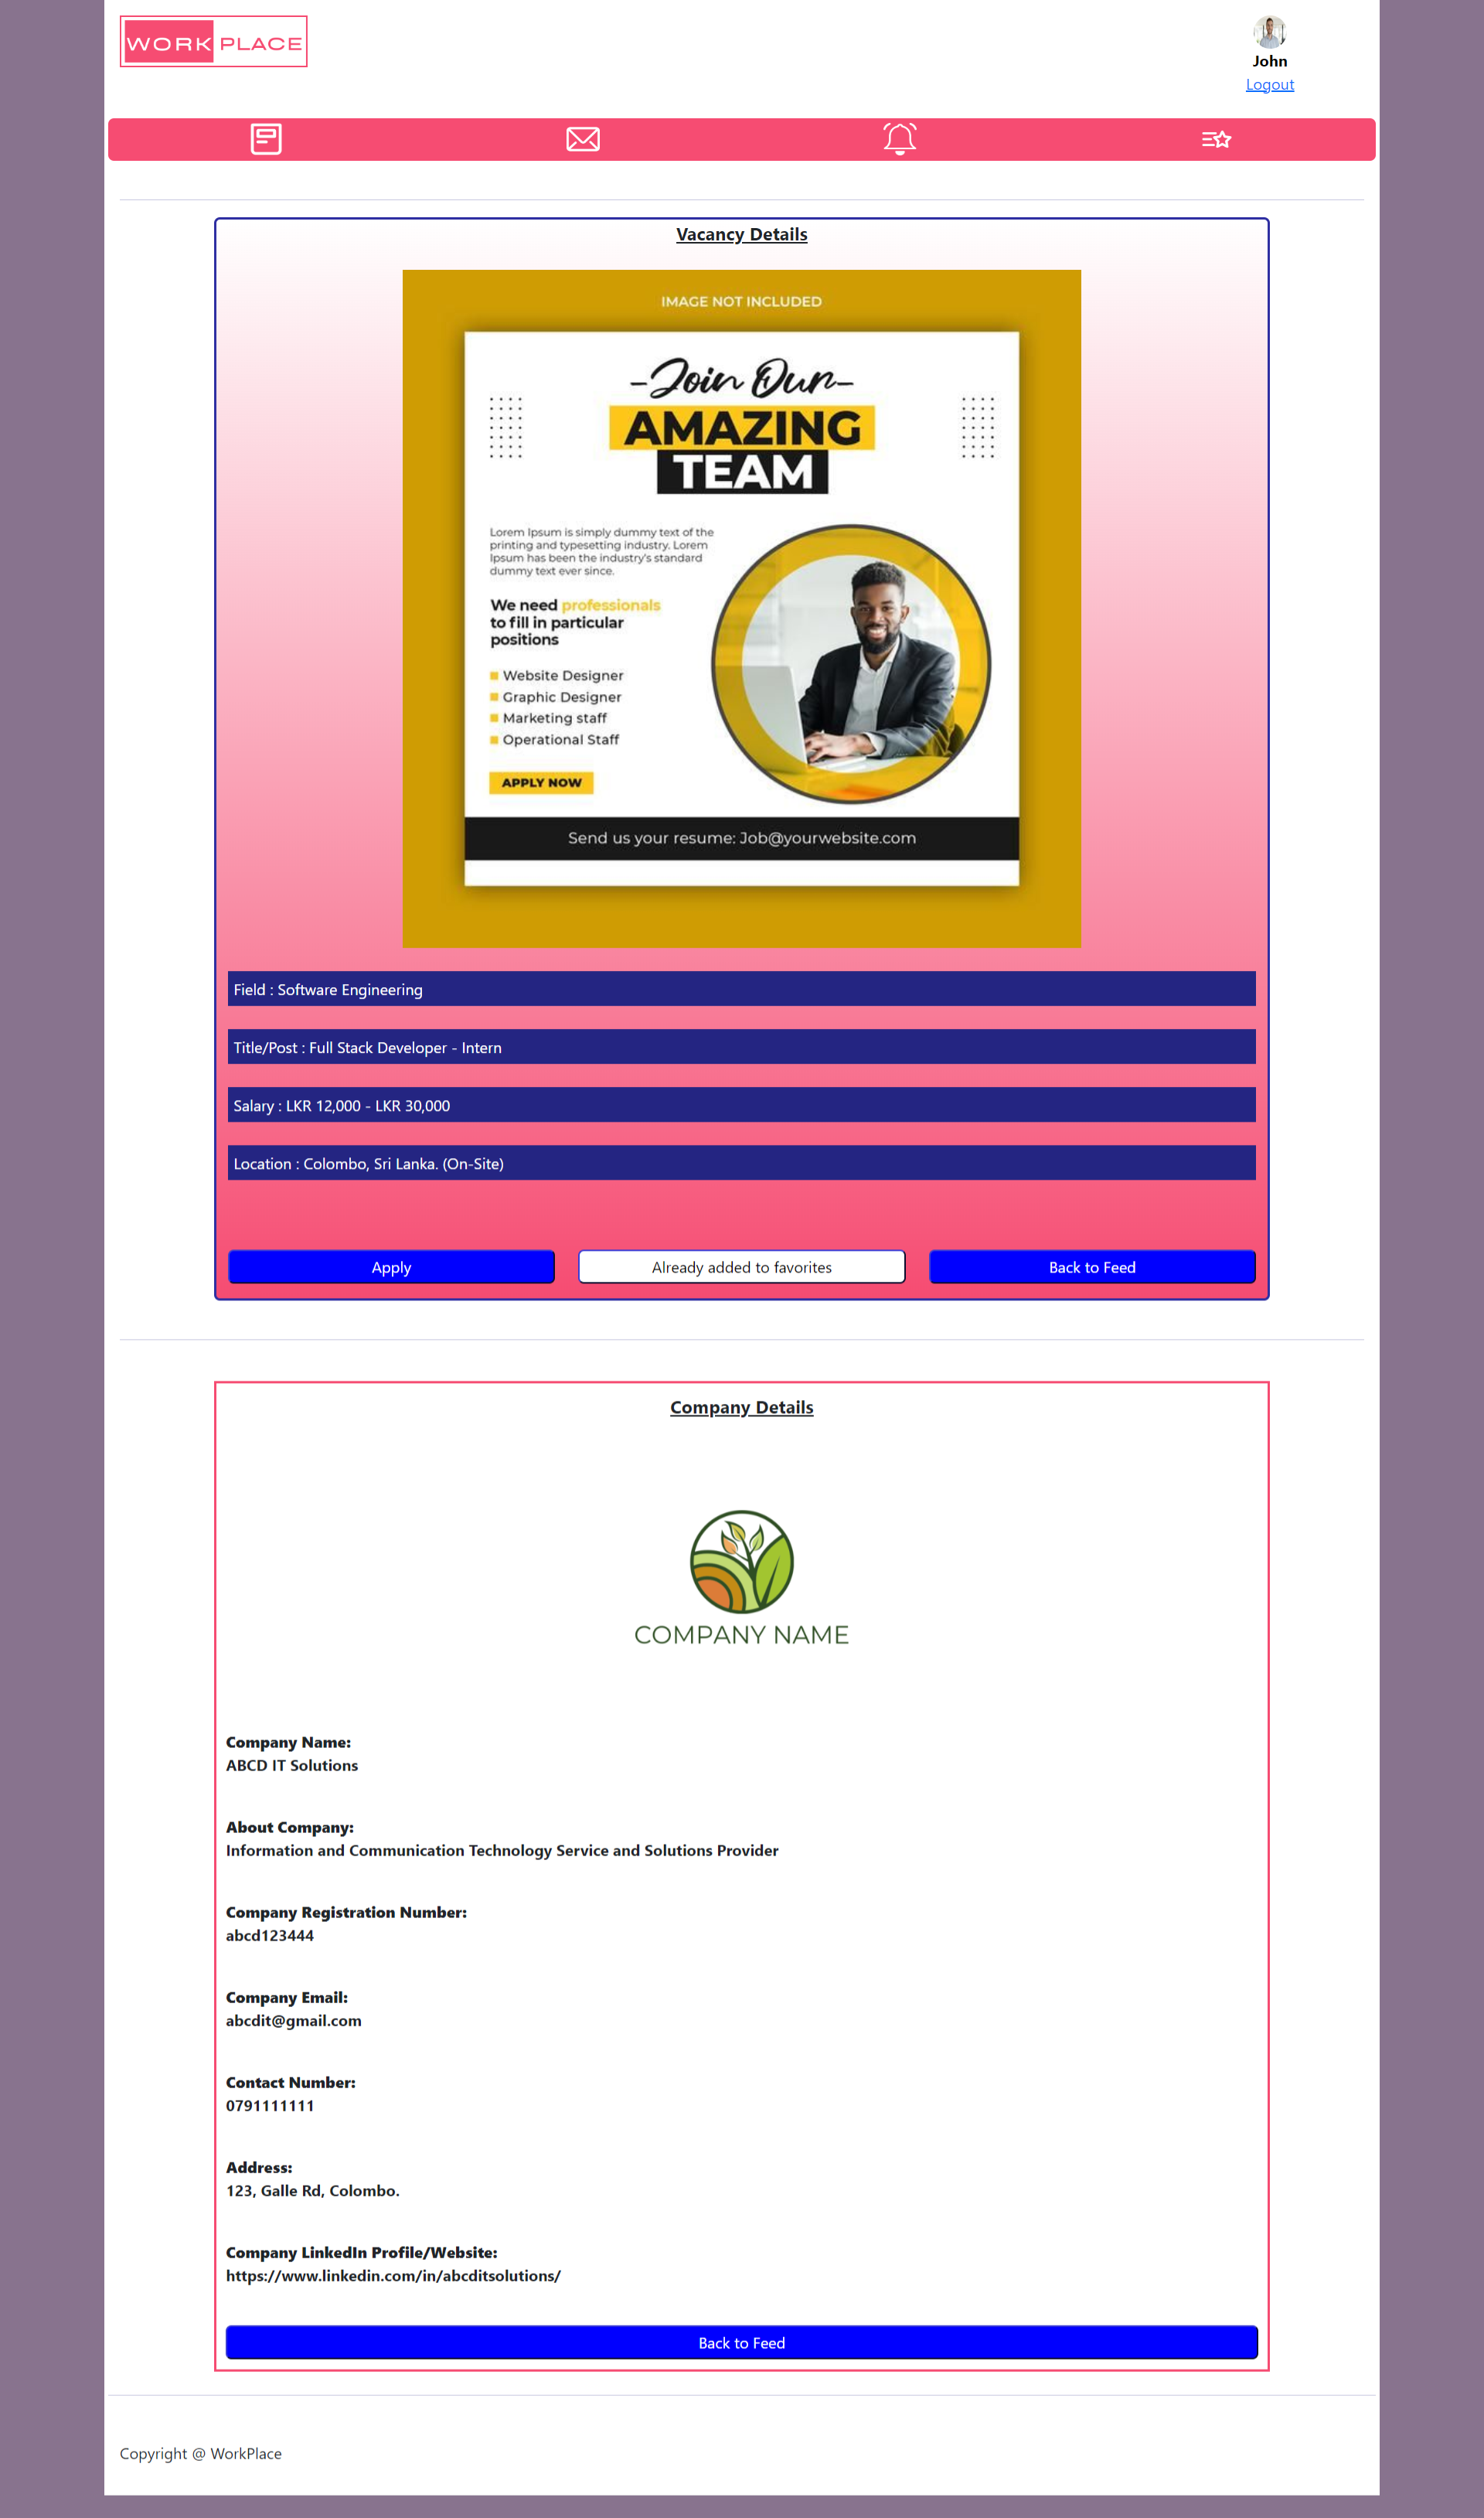 WORK PLACE
John
Logout
Vacancy Details
IMAGE NOT INCLUDED
-Join Our-
AMAZING
TEAM
Lorem Ipsum is simply dummy text of the
printing and typesetting industry. Lorem
Ipsum has been the industry's standard
dummy text ever since.
We need professionals
to fill in particular
positions
Website Designer
Graphic Designer
Marketing staff
Operational Staff
APPLY NOW
Send us your resume: Job@yourwebsite.com
Field : Software Engineering
Title/Post : Full Stack Developer - Intern
Salary : LKR 12,000 - LKR 30,000
Location : Colombo, Sri Lanka. (On-Site)
Apply
Already added to favorites
Back to Feed
Company Details
COMPANY NAME
Company Name:
ABCD IT Solutions
About Company:
Information and Communication Technology Service and Solutions Provider
Company Registration Number:
abcd123444
Company Email:
abcdit@gmail.com
Contact Number:
0791111111
Address:
123, Galle Rd, Colombo.
Company LinkedIn Profile/Website:
https://www.linkedin.com/in/abcditsolutions/
Back to Feed
Copyright @ WorkPlace